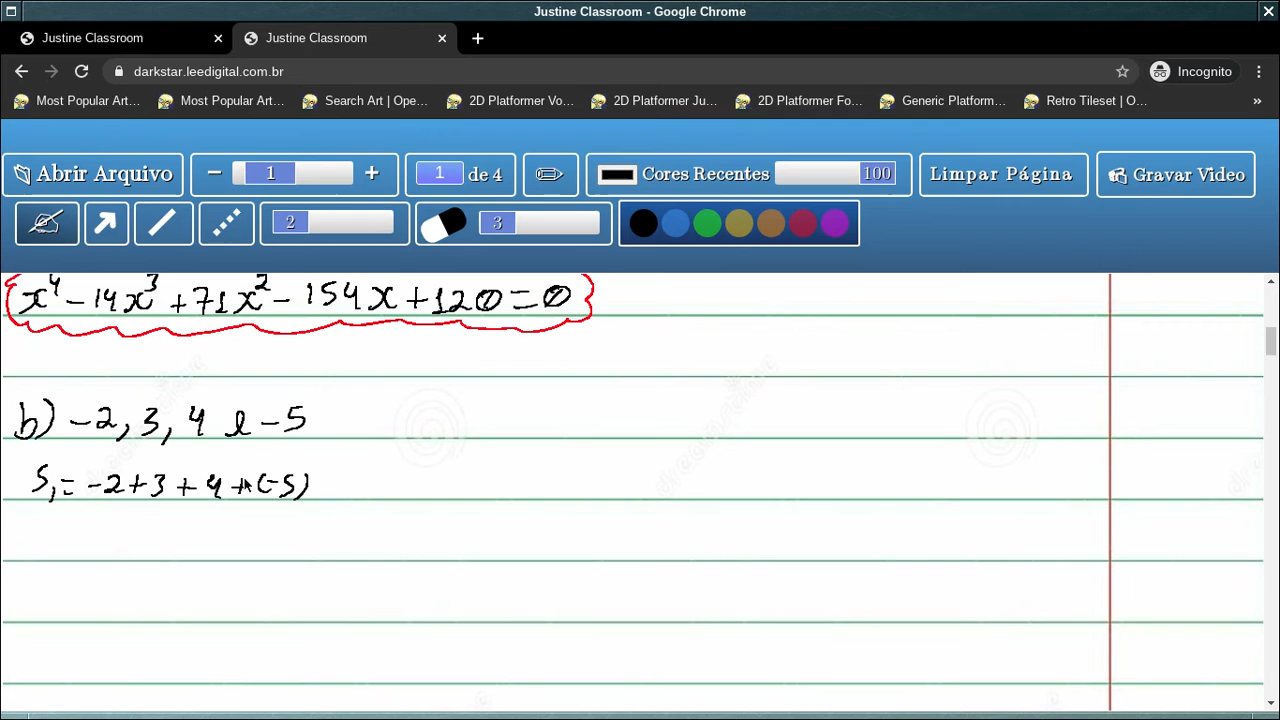 Justine Classroom - Google Chrome
Justine Classroom
Justine Classroom
darkstar.leedigital.com.br
Incognito
Most Popular Art...
Most Popular Art...
Search Art | Ope...
2D Platformer Vo...
2D Platformer Ju...
2D Platformer Fo...
Generic Platform...
Retro Tileset | O...
»
Abrir Arquivo
− 1 +
1 de 4
Cores Recentes 100
Limpar Página
Gravar Video
2
3
x⁴ − 14x³ + 71x² − 154x + 120 = 0
b) −2, 3, 4 e −5
S₁ = −2 + 3 + 4 + (−5)